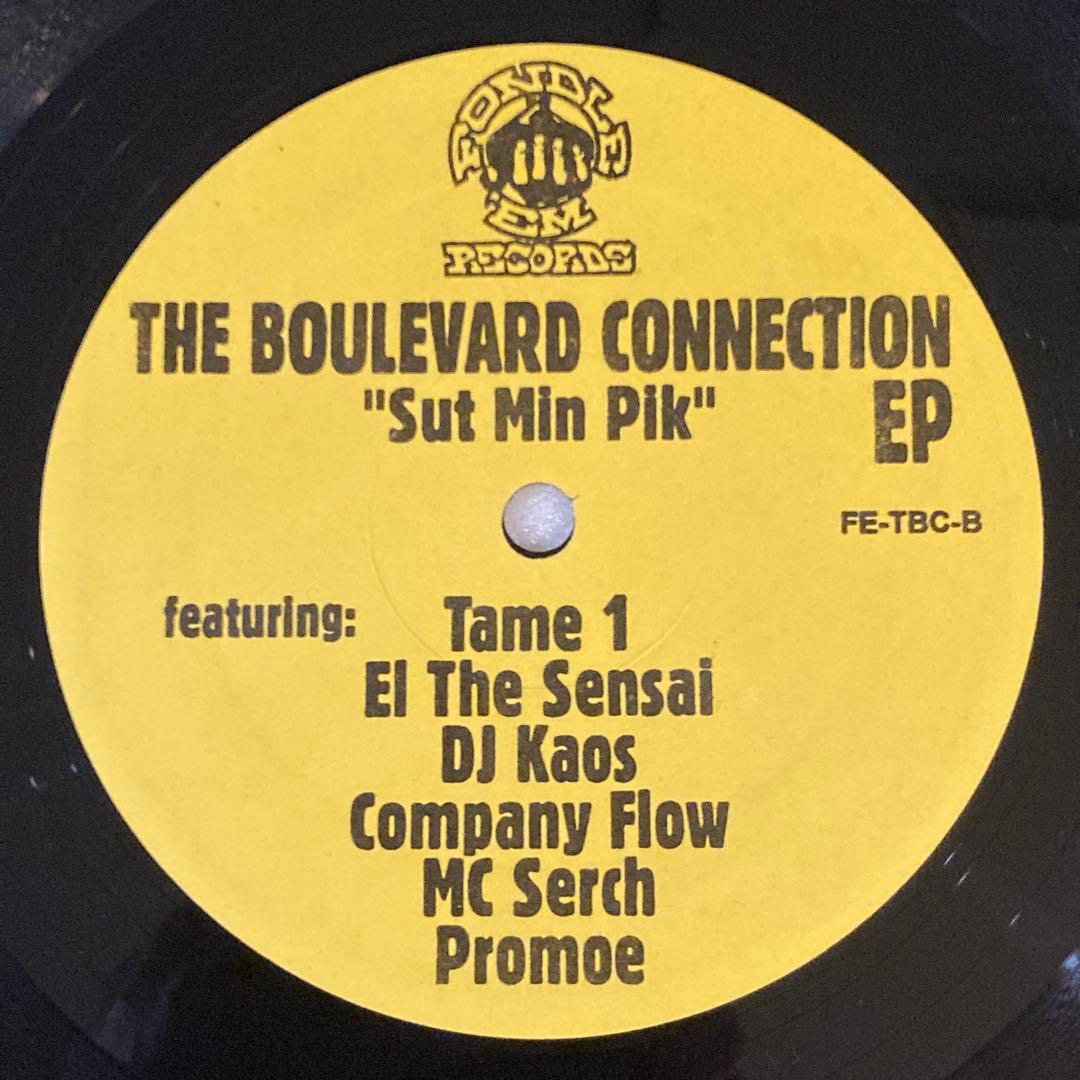 FONDLE
'EM
RECORDS
THE BOULEVARD CONNECTION
"Sut Min Pik" EP
FE-TBC-B
featuring: Tame 1
El The Sensai
DJ Kaos
Company Flow
MC Serch
Promoe